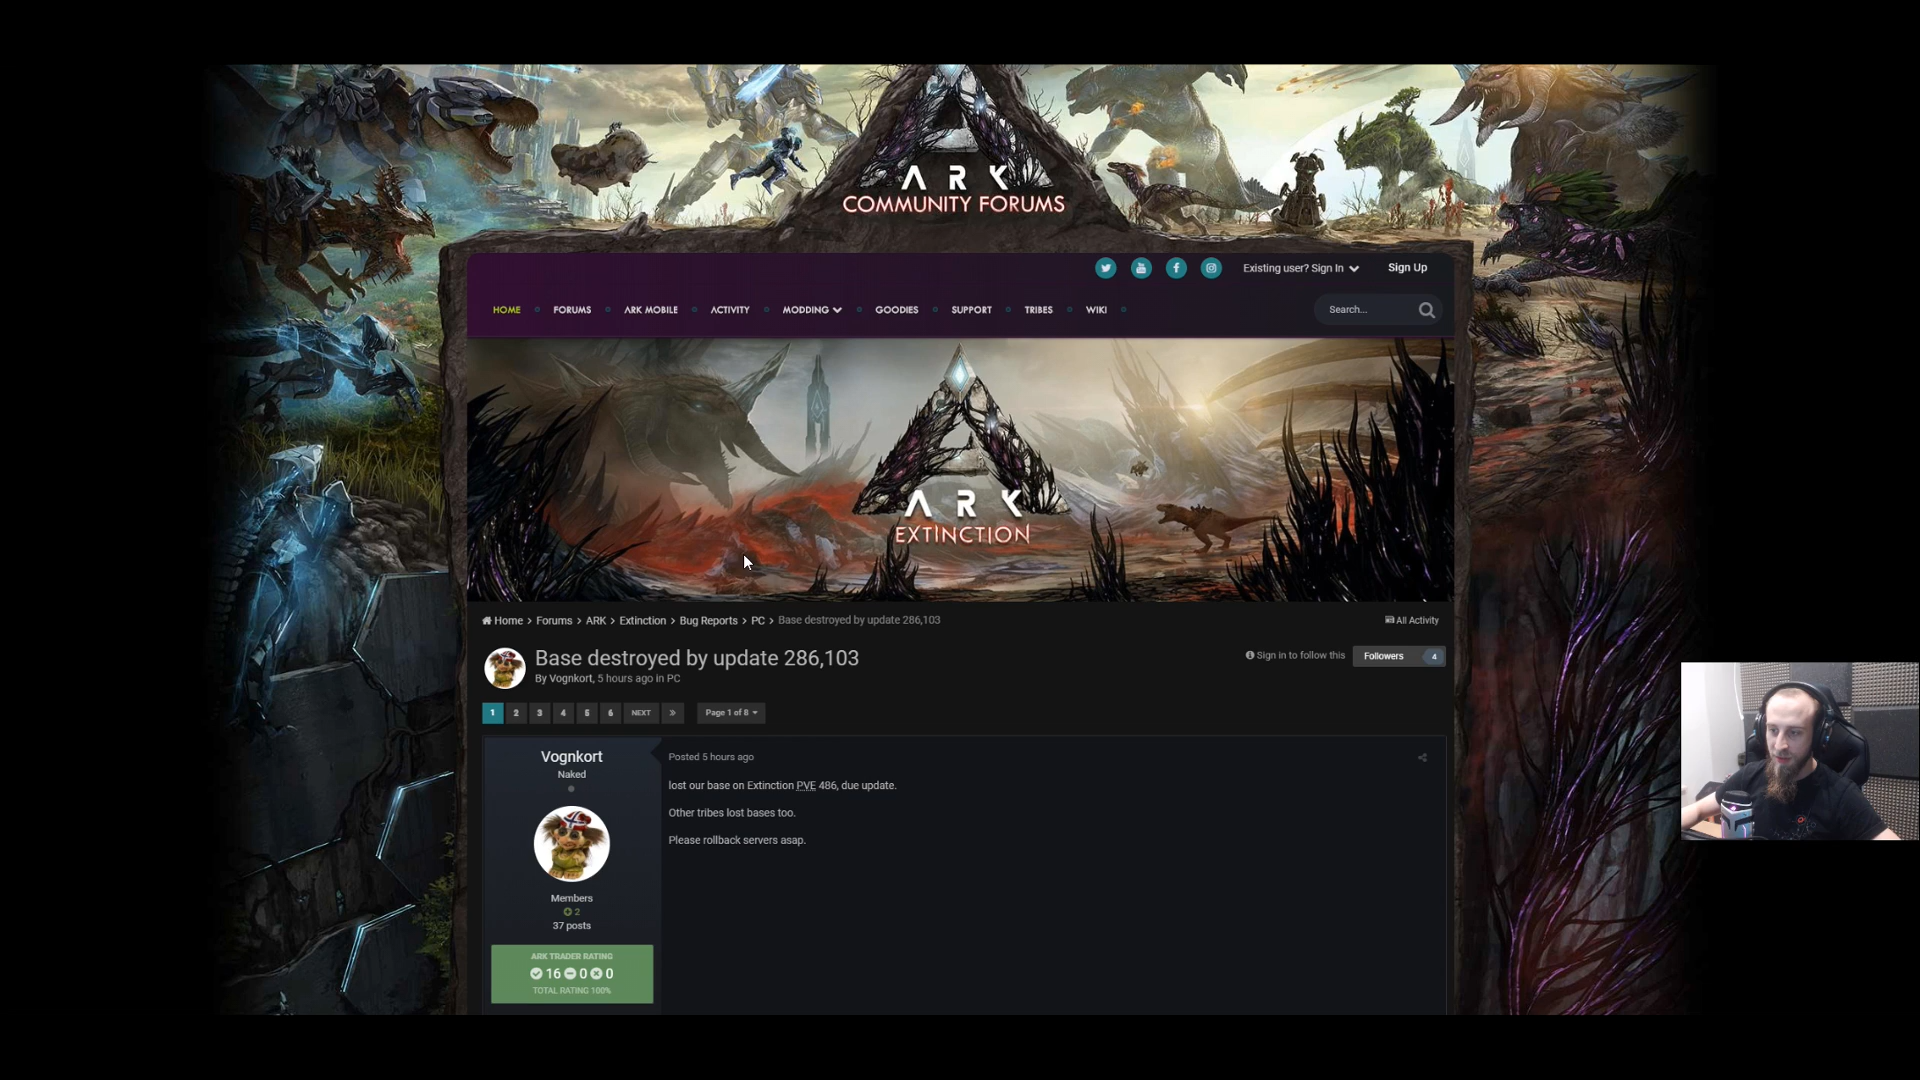 ARK
COMMUNITY FORUMS
Existing user? Sign In
Sign Up
HOME
FORUMS
ARK MOBILE
ACTIVITY
MODDING
GOODIES
SUPPORT
TRIBES
WIKI
Search...
ARK
EXTINCTION
Home > Forums > ARK > Extinction > Bug Reports > PC > Base destroyed by update 286,103
All Activity
Base destroyed by update 286,103
By Vognkort, 5 hours ago in PC
Sign in to follow this
Followers 4
1 2 3 4 5 6 NEXT » Page 1 of 8
Vognkort
Naked
Members
2
37 posts
ARK TRADER RATING
16 0 0
TOTAL RATING 100%
Posted 5 hours ago
lost our base on Extinction PVE 486, due update.
Other tribes lost bases too.
Please rollback servers asap.